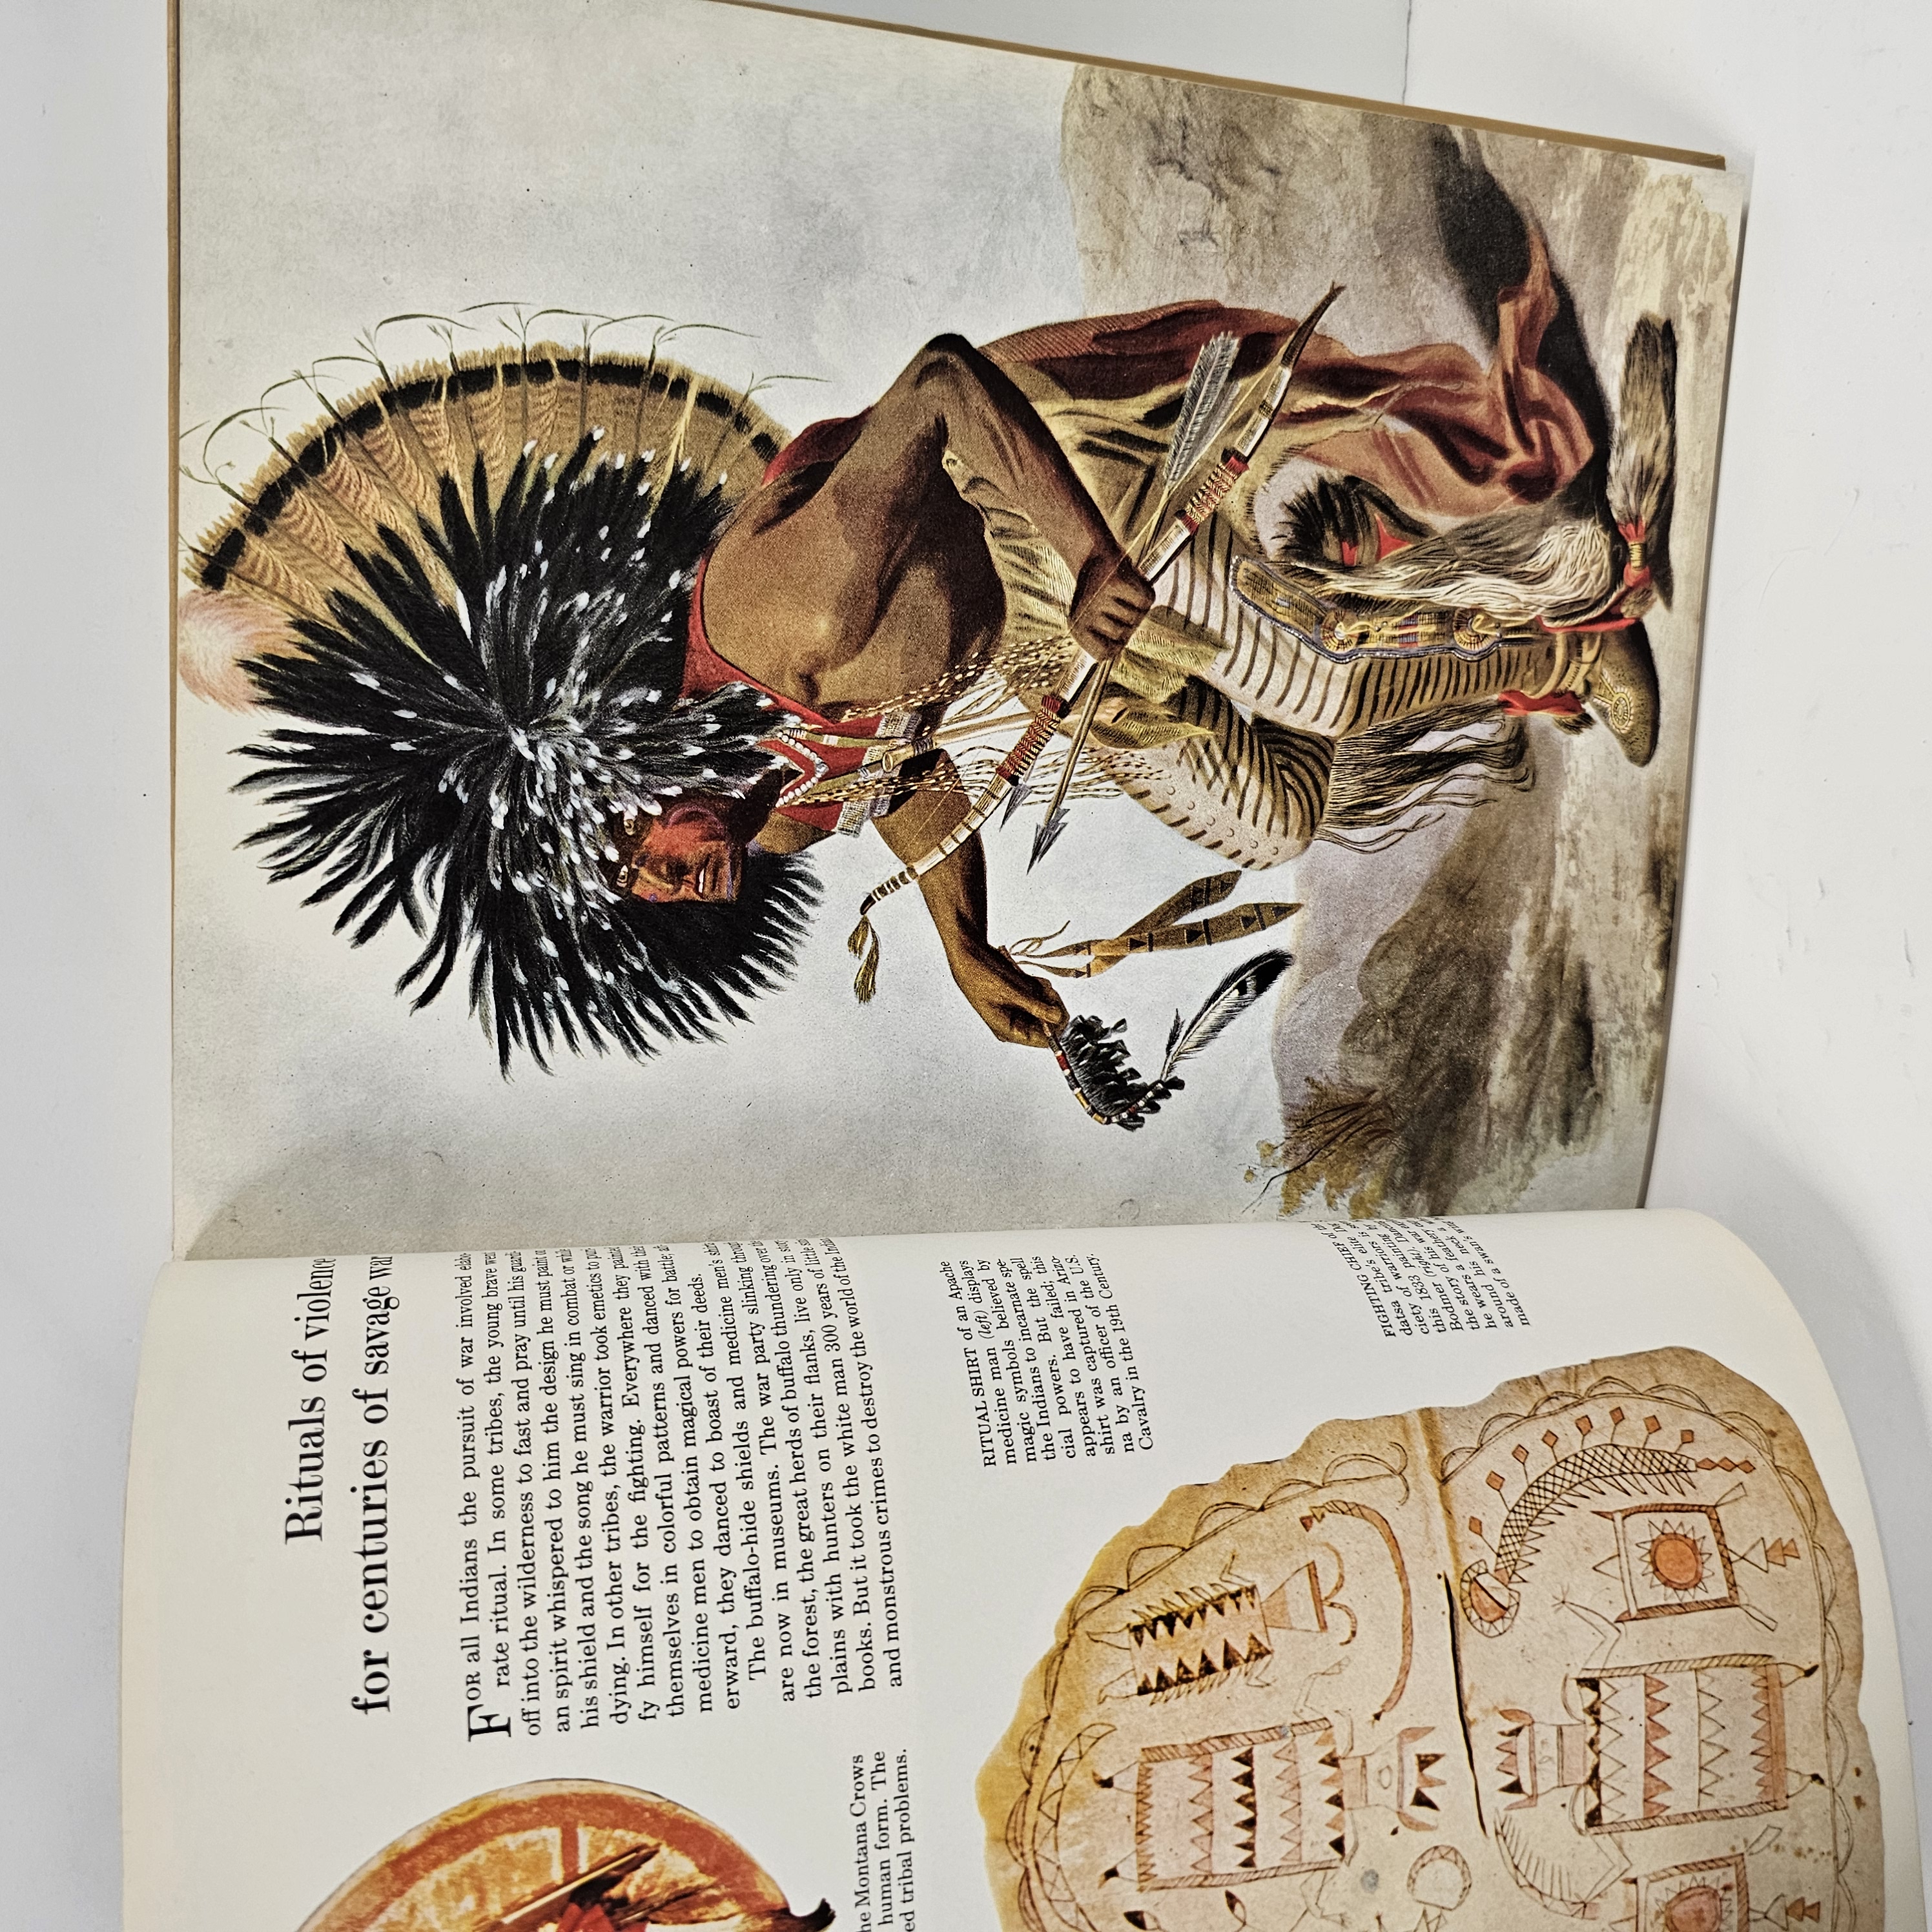 Rituals of violence
for centuries of savage war
FOR all Indians the pursuit of war involved elabo-
rate ritual. In some tribes, the young brave went
off into the wilderness to fast and pray until his guardi-
an spirit whispered to him the design he must paint on
his shield and the song he must sing in combat or while
dying. In other tribes, the warrior took emetics to puri-
fy himself for the fighting. Everywhere they painted
themselves in colorful patterns and danced with their
medicine men to obtain magical powers for battle; aft-
erward, they danced to boast of their deeds.
The buffalo-hide shields and medicine men's shirts
are now in museums. The war party slinking through
the forest, the great herds of buffalo thundering over the
plains with hunters on their flanks, live only in story
books. But it took the white man 300 years of little
and monstrous crimes to destroy the world of the Indian.
he Montana Crows
human form. The
ed tribal problems.
RITUAL SHIRT of an Apache
medicine man (left) displays
magic symbols believed by
the Indians to incarnate spe-
cial powers. But the spell
appears to have failed; this
shirt was captured in Arizo-
na by an officer of the U.S.
Cavalry in the 19th Century.
FIGHTING CHIEF of the
datsa tribe's elite Dog
ciety of warriors is
this 1833 painting by
Bodmer (right). Dancing
the story of his war
he wears a feathery
around his neck a
made of a swan's